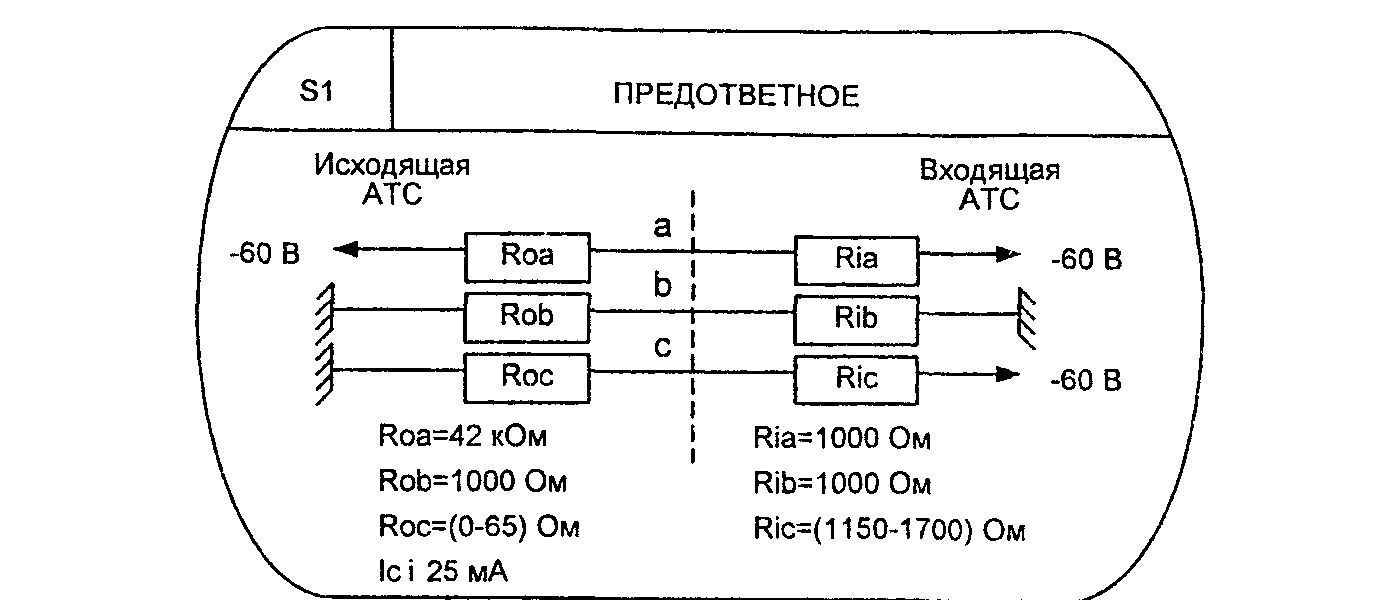 S1
ПРЕДОТВЕТНОЕ
Исходящая
АТС
Входящая
АТС
-60 В
Roa
a
Ria
-60 В
Rob
b
Rib
Roc
c
Ric
-60 В
Roa=42 кОм
Rob=1000 Ом
Roc=(0-65) Ом
Ic i 25 мА
Ria=1000 Ом
Rib=1000 Ом
Ric=(1150-1700) Ом